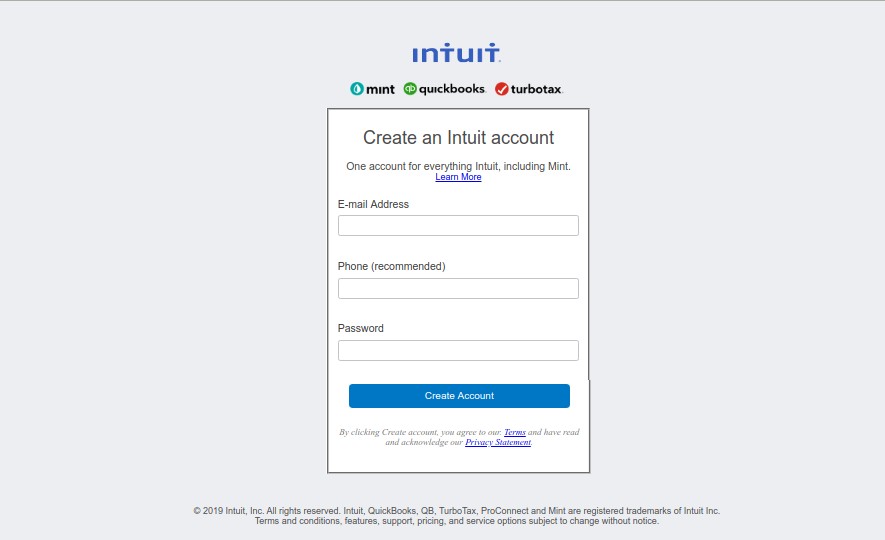 intuit.
mint quickbooks. turbotax.
Create an Intuit account
One account for everything Intuit, including Mint.
Learn More
E-mail Address
Phone (recommended)
Password
Create Account
By clicking Create account, you agree to our Terms and have read
and acknowledge our Privacy Statement.
© 2019 Intuit, Inc. All rights reserved. Intuit, QuickBooks, QB, TurboTax, ProConnect and Mint are registered trademarks of Intuit Inc.
Terms and conditions, features, support, pricing, and service options subject to change without notice.